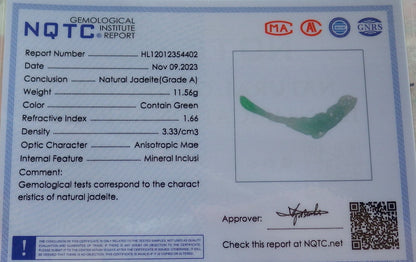 NQTC GEMOLOGICAL
INSTITUTE
® REPORT
MA
GNRS
Report Number HL12012354402
Date Nov 09.2023
Conclusion Natural Jadeite(Grade A)
Weight 11.56g
Color Contain Green
Refractive Index 1.66
Density 3.33/cm3
Optic Character Anisotropic Mae
Internal Feature Mineral Inclusi
Comment:
Gemological tests correspond to the charact
eristics of natural jadeite.
Approver:
Check this report at NQTC.net